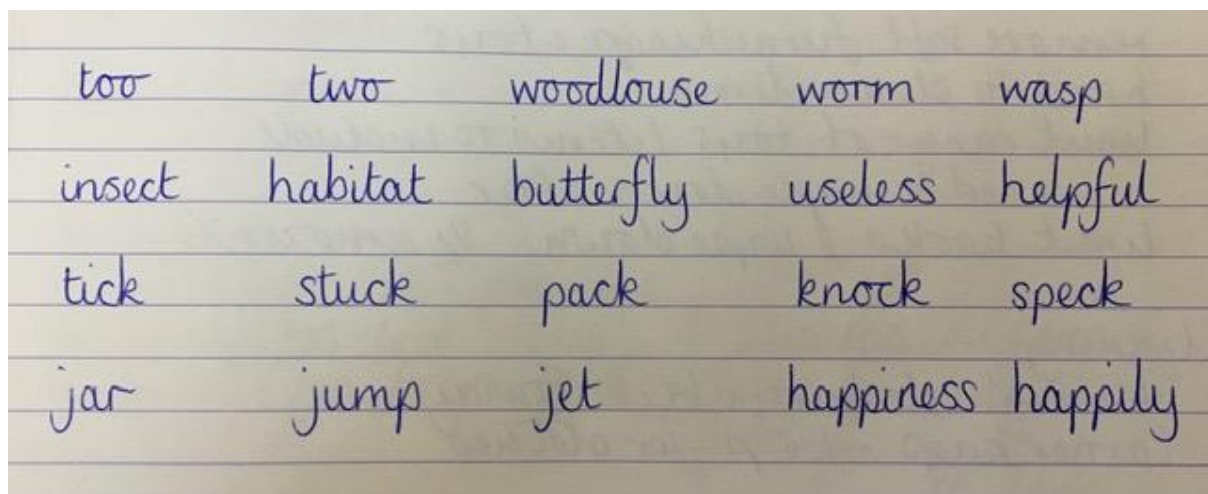 too two woodlouse worm wasp
insect habitat butterfly useless helpful
tick stuck pack knock speck
jar jump jet happiness happily